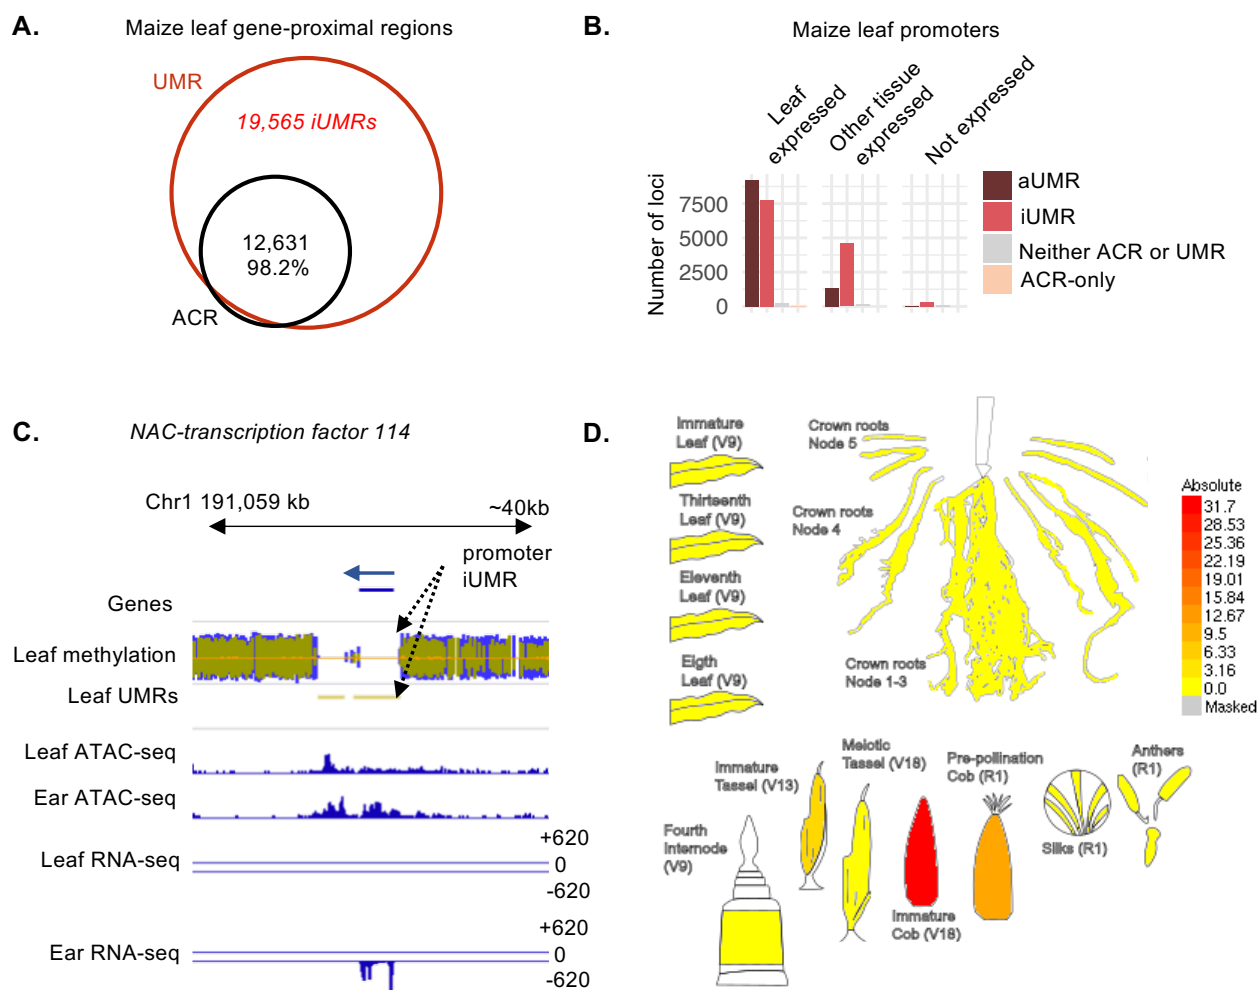 A.
Maize leaf gene-proximal regions
UMR
19,565 iUMRs
12,631
98.2%
ACR
B.
Maize leaf promoters
Leaf
expressed
Other tissue
expressed
Not expressed
Number of loci
7500
5000
2500
0
aUMR
iUMR
Neither ACR or UMR
ACR-only
C.
NAC-transcription factor 114
Chr1 191,059 kb
~40kb
promoter
iUMR
Genes
Leaf methylation
Leaf UMRs
Leaf ATAC-seq
Ear ATAC-seq
+620
Leaf RNA-seq
0
-620
+620
Ear RNA-seq
0
-620
D.
Immature
Leaf (V9)
Thirteenth
Leaf (V9)
Eleventh
Leaf (V9)
Eigth
Leaf (V9)
Crown roots
Node 5
Crown roots
Node 4
Crown roots
Node 1-3
Absolute
31.7
28.53
25.36
22.19
19.01
15.84
12.67
9.5
6.33
3.16
0.0
Masked
Fourth
Internode
(V9)
Immature
Tassel (V13)
Meiotic
Tassel (V18)
Immature
Cob (V18)
Pre-pollination
Cob (R1)
Silks (R1)
Anthers
(R1)